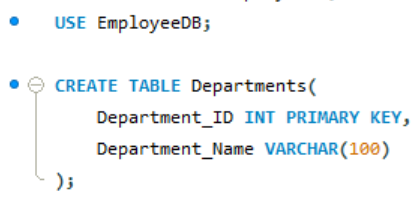 USE EmployeeDB;
CREATE TABLE Departments(
Department_ID INT PRIMARY KEY,
Department_Name VARCHAR(100)
);